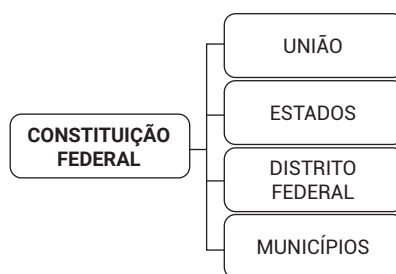 CONSTITUIÇÃO
FEDERAL
UNIÃO
ESTADOS
DISTRITO
FEDERAL
MUNICÍPIOS